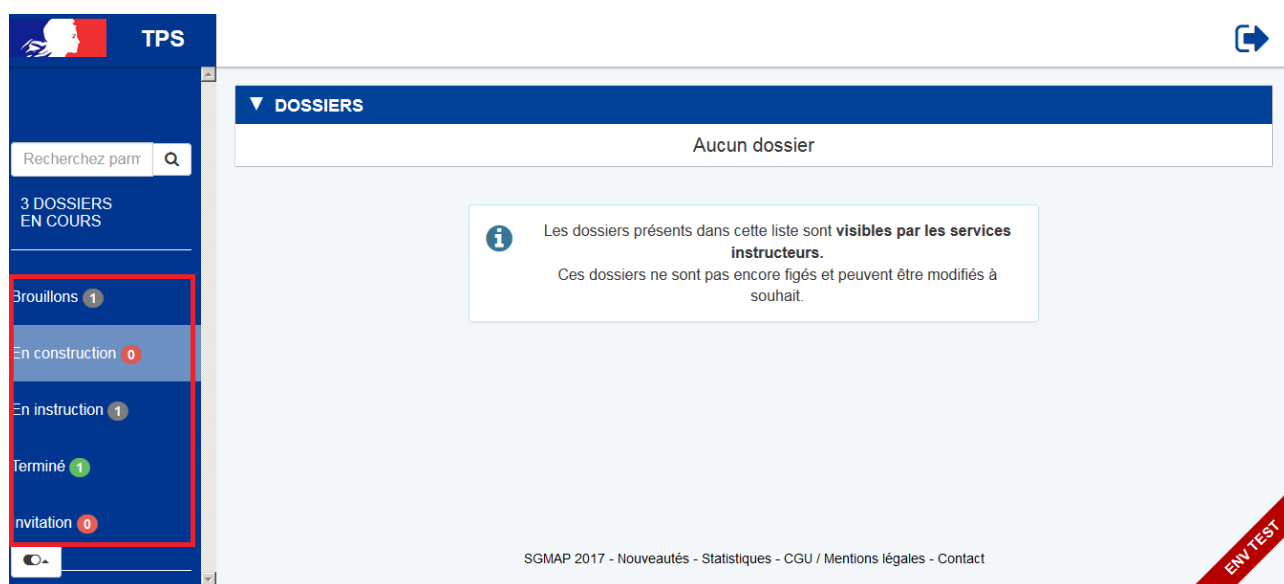 TPS
Recherchez parm
3 DOSSIERS
EN COURS
Brouillons 1
En construction 0
En instruction 1
Terminé 1
Invitation 0
▼ DOSSIERS
Aucun dossier
Les dossiers présents dans cette liste sont visibles par les services
instructeurs.
Ces dossiers ne sont pas encore figés et peuvent être modifiés à
souhait.
SGMAP 2017 - Nouveautés - Statistiques - CGU / Mentions légales - Contact
ENV TEST